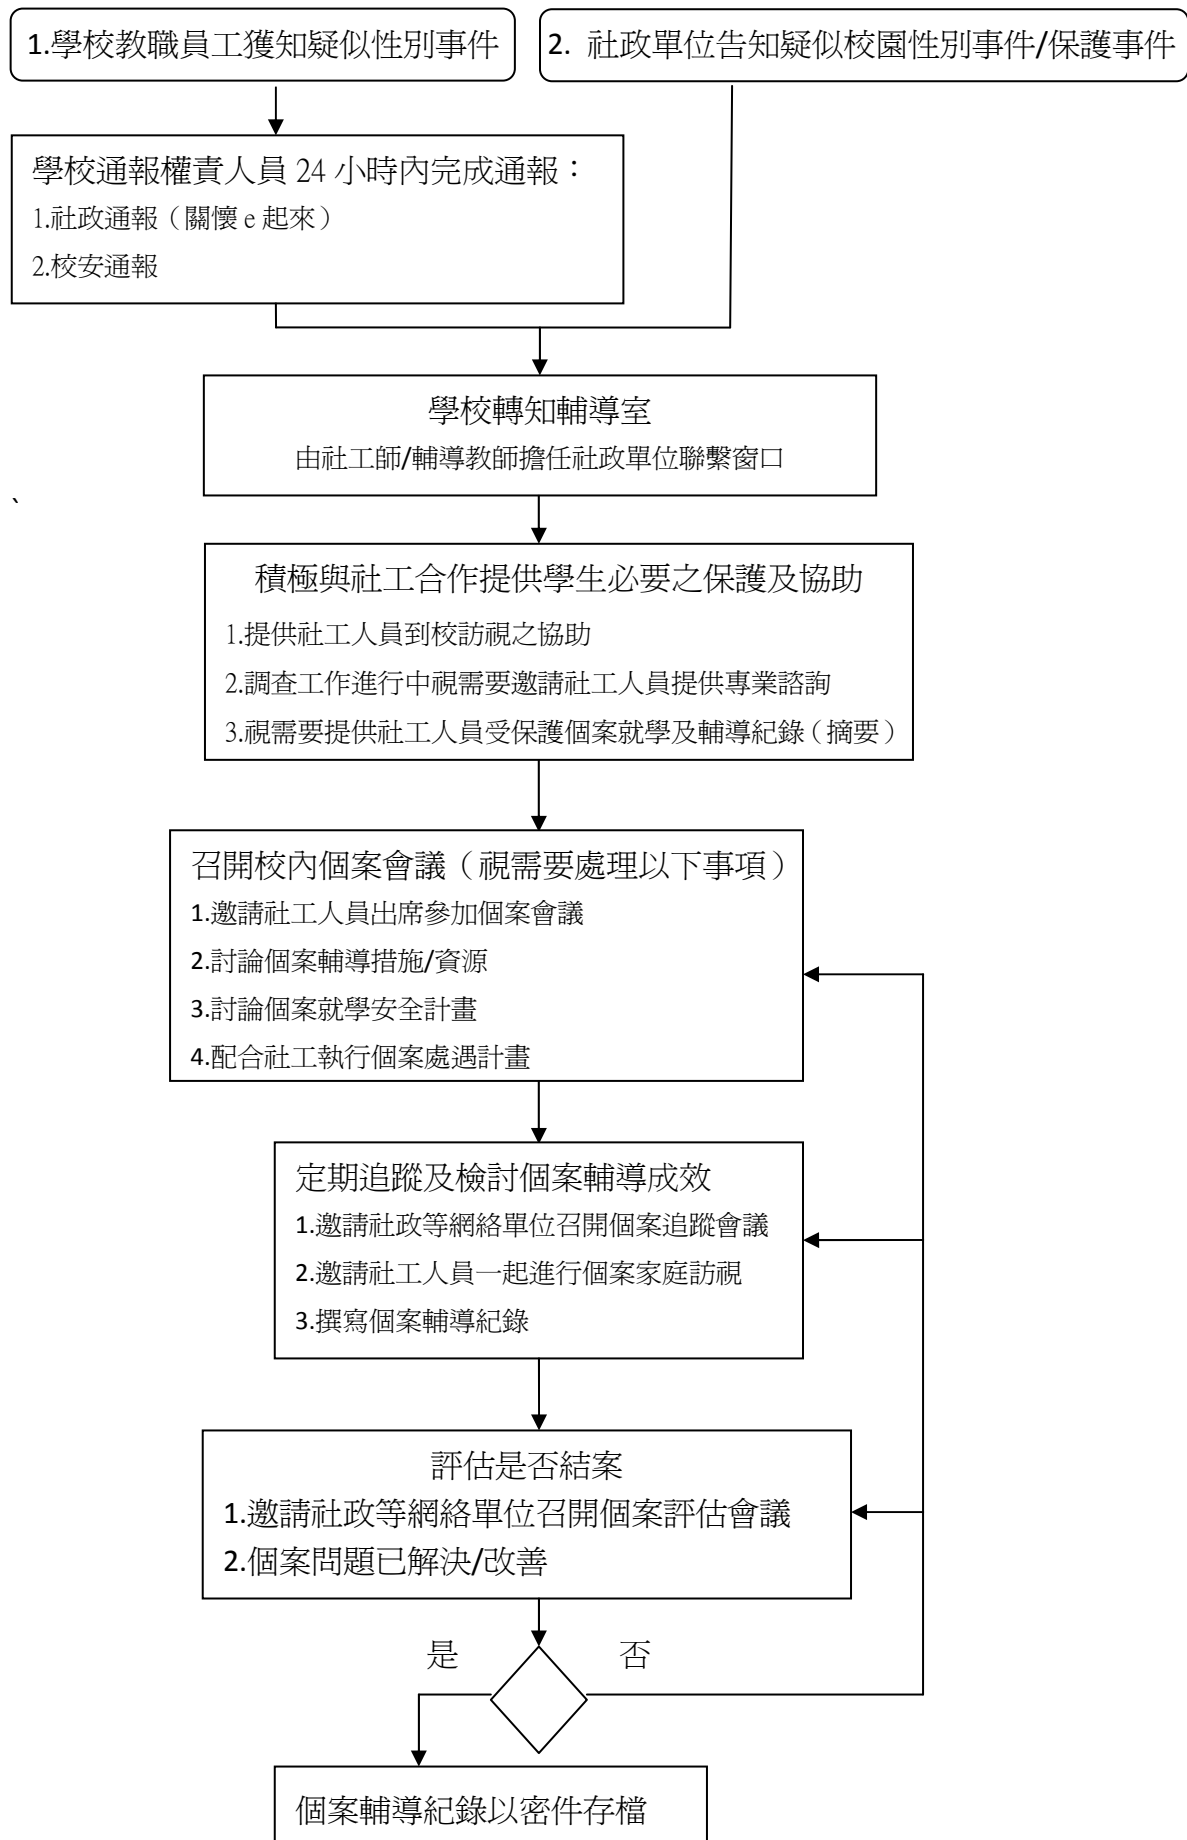 1.學校教職員工獲知疑似性別事件
2. 社政單位告知疑似校園性別事件/保護事件
學校通報權責人員 24 小時內完成通報：
1.社政通報（關懷 e 起來）
2.校安通報
學校轉知輔導室
由社工師/輔導教師擔任社政單位聯繫窗口
、
積極與社工合作提供學生必要之保護及協助
1.提供社工人員到校訪視之協助
2.調查工作進行中視需要邀請社工人員提供專業諮詢
3.視需要提供社工人員受保護個案就學及輔導紀錄（摘要）
召開校內個案會議（視需要處理以下事項）
1.邀請社工人員出席參加個案會議
2.討論個案輔導措施/資源
3.討論個案就學安全計畫
4.配合社工執行個案處遇計畫
定期追蹤及檢討個案輔導成效
1.邀請社政等網絡單位召開個案追蹤會議
2.邀請社工人員一起進行個案家庭訪視
3.撰寫個案輔導紀錄
評估是否結案
1.邀請社政等網絡單位召開個案評估會議
2.個案問題已解決/改善
是
否
個案輔導紀錄以密件存檔